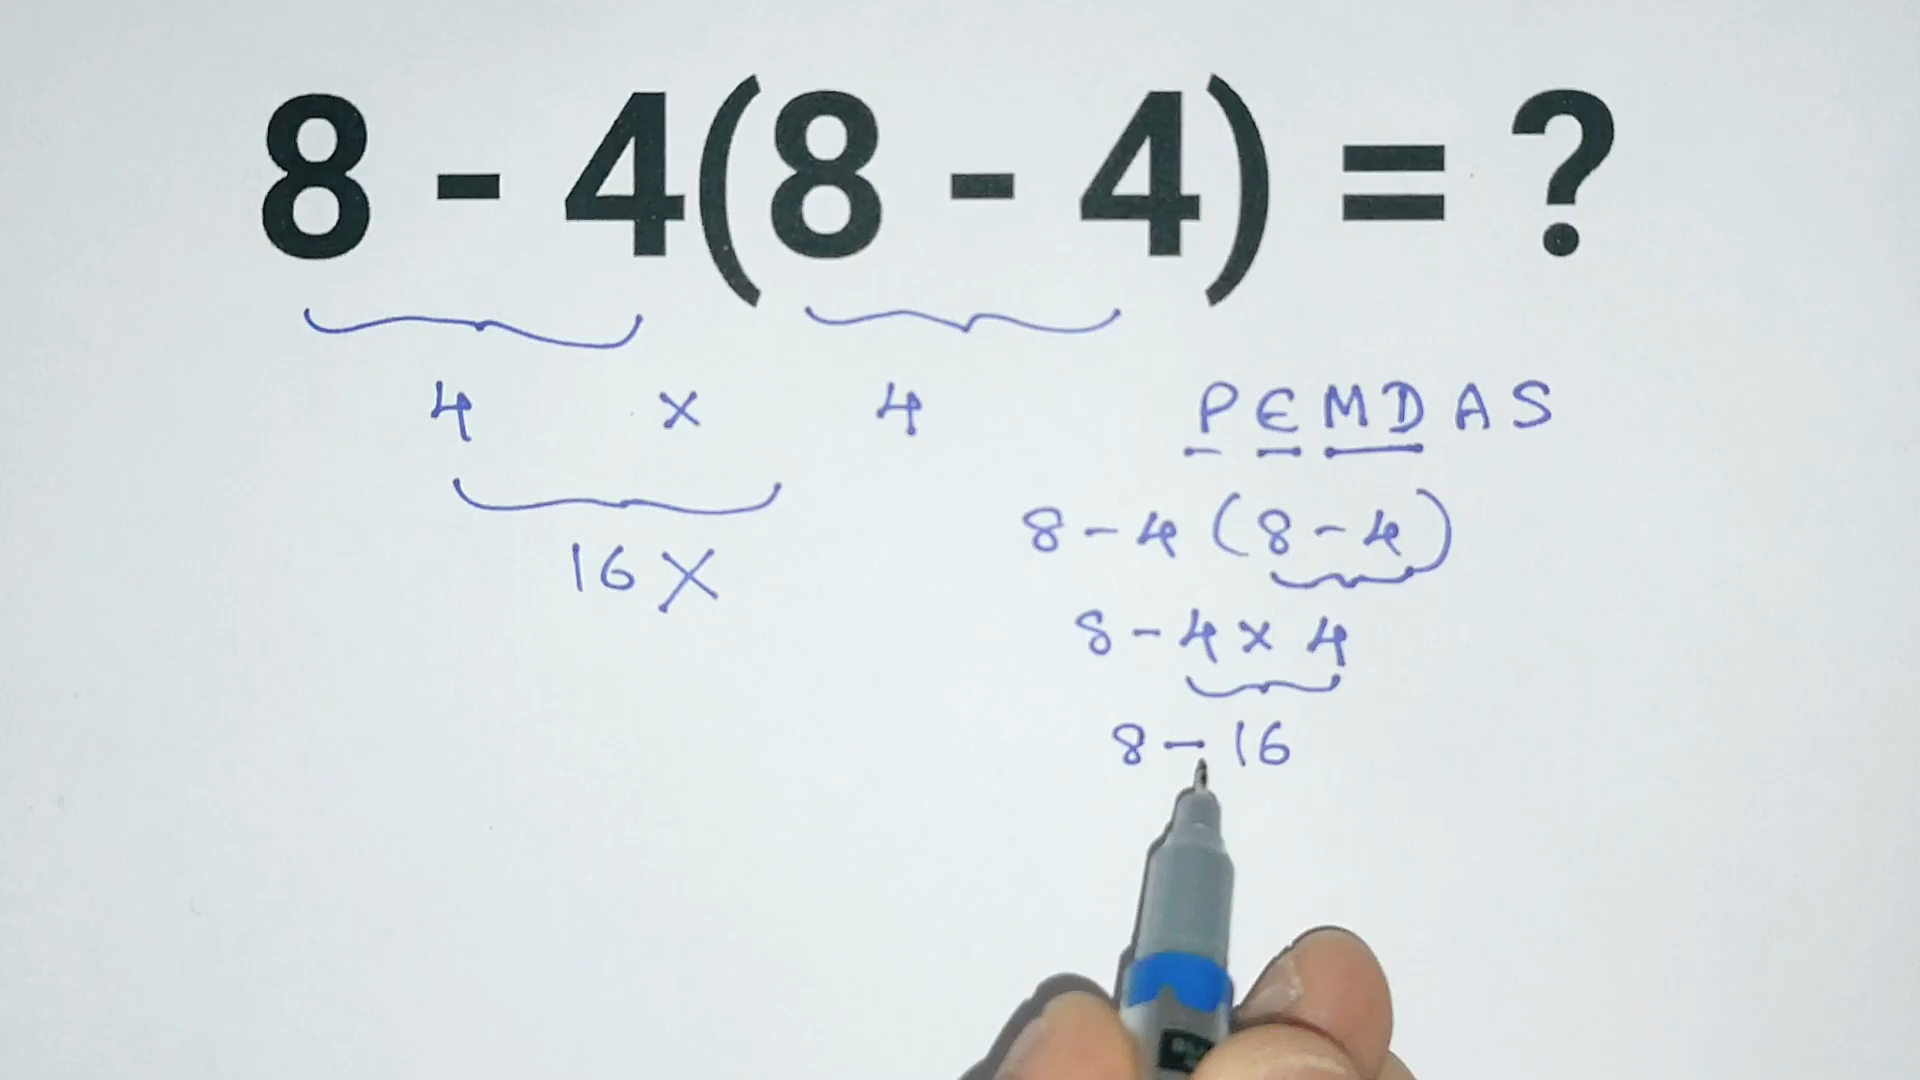 8 - 4(8 - 4) = ?
4 x 4
16 X
PEMDAS
8 - 4 (8 - 4)
8 - 4 x 4
8 - 16